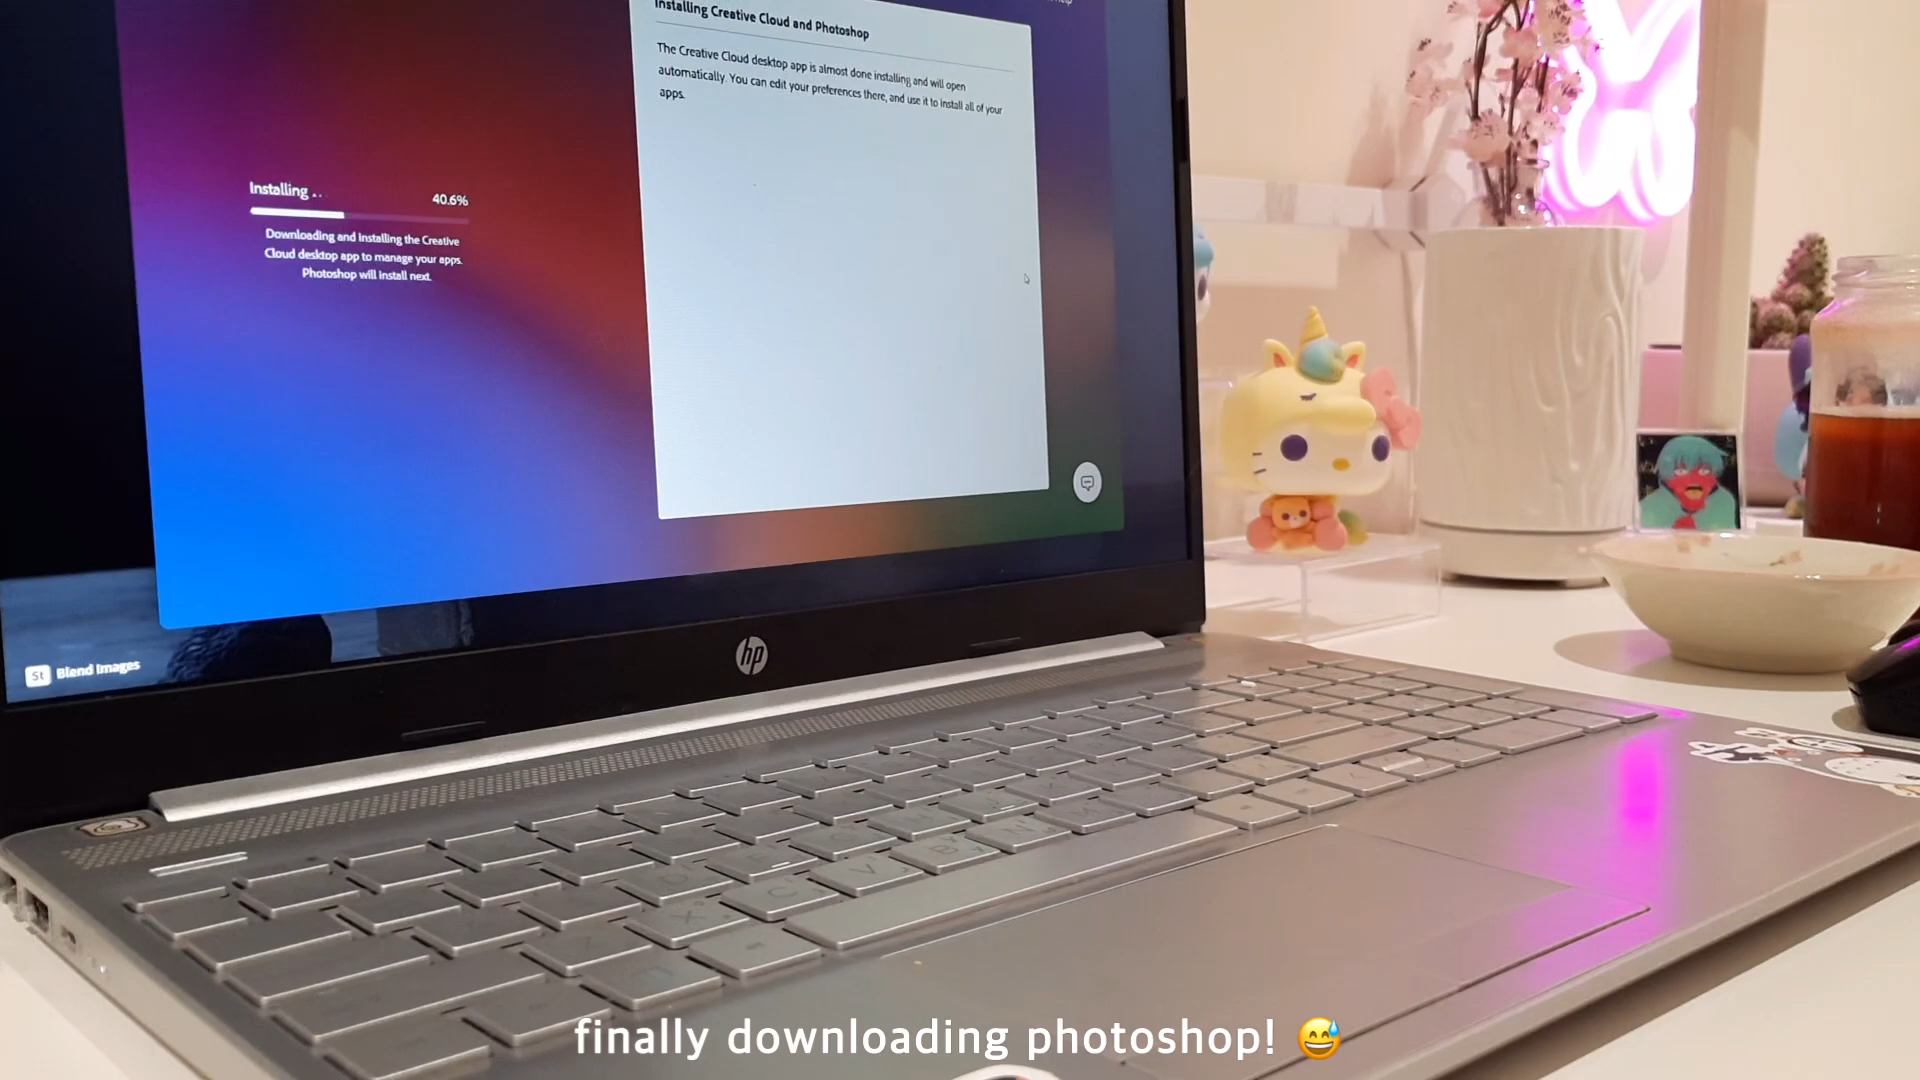 Installing Creative Cloud and Photoshop
The Creative Cloud desktop app is almost done installing and will open
automatically. You can edit your preferences there, and use it to install all of your
apps.
Installing...
40.6%
Downloading and installing the Creative
Cloud desktop app to manage your apps.
Photoshop will install next.
St Blend Images
hp
X C V B N M
finally downloading photoshop! 😅